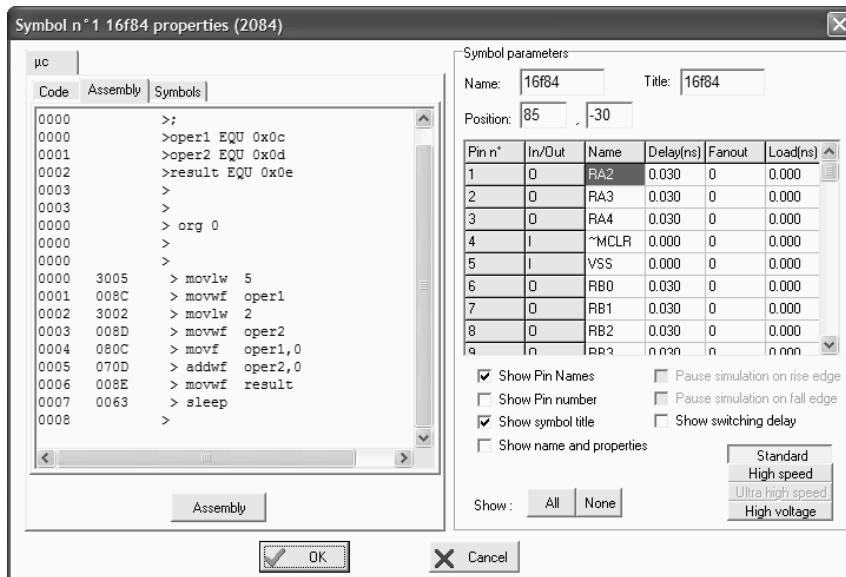 Symbol n°1 16f84 properties (2084)
µc
Code Assembly Symbols
0000 >;
0000 >oper1 EQU 0x0c
0001 >oper2 EQU 0x0d
0002 >result EQU 0x0e
0003 >
0003 >
0000 > org 0
0000 >
0000 >
0000 3005 > movlw 5
0001 008C > movwf oper1
0002 3002 > movlw 2
0003 008D > movwf oper2
0004 080C > movf oper1,0
0005 070D > addwf oper2,0
0006 008E > movwf result
0007 0063 > sleep
0008 >
Assembly
Symbol parameters
Name: 16f84 Title: 16f84
Position: 85 , -30
Pin n° In/Out Name Delay(ns) Fanout Load(ns)
1 O RA2 0.030 0 0.000
2 O RA3 0.030 0 0.000
3 O RA4 0.030 0 0.000
4 I ~MCLR 0.000 0 0.000
5 I VSS 0.000 0 0.000
6 O RB0 0.030 0 0.000
7 O RB1 0.030 0 0.000
8 O RB2 0.030 0 0.000
9 O RB3 0.030 0 0.000
Show Pin Names Pause simulation on rise edge
Show Pin number Pause simulation on fall edge
Show symbol title Show switching delay
Show name and properties
Standard
High speed
Ultra high speed
High voltage
Show : All None
OK Cancel